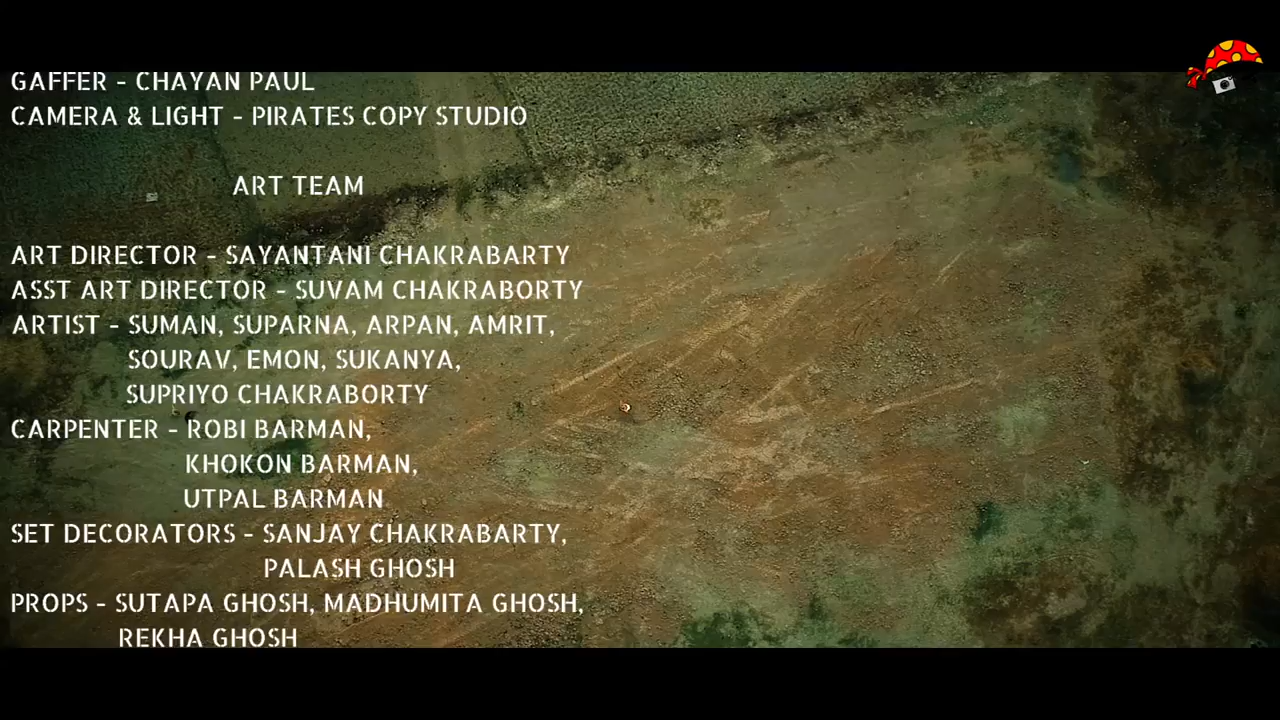 GAFFER - CHAYAN PAUL
CAMERA & LIGHT - PIRATES COPY STUDIO
ART TEAM
ART DIRECTOR - SAYANTANI CHAKRABARTY
ASST ART DIRECTOR - SUVAM CHAKRABORTY
ARTIST - SUMAN, SUPARNA, ARPAN, AMRIT,
SOURAV, EMON, SUKANYA,
SUPRIYO CHAKRABORTY
CARPENTER - ROBI BARMAN,
KHOKON BARMAN,
UTPAL BARMAN
SET DECORATORS - SANJAY CHAKRABARTY,
PALASH GHOSH
PROPS - SUTAPA GHOSH, MADHUMITA GHOSH,
REKHA GHOSH